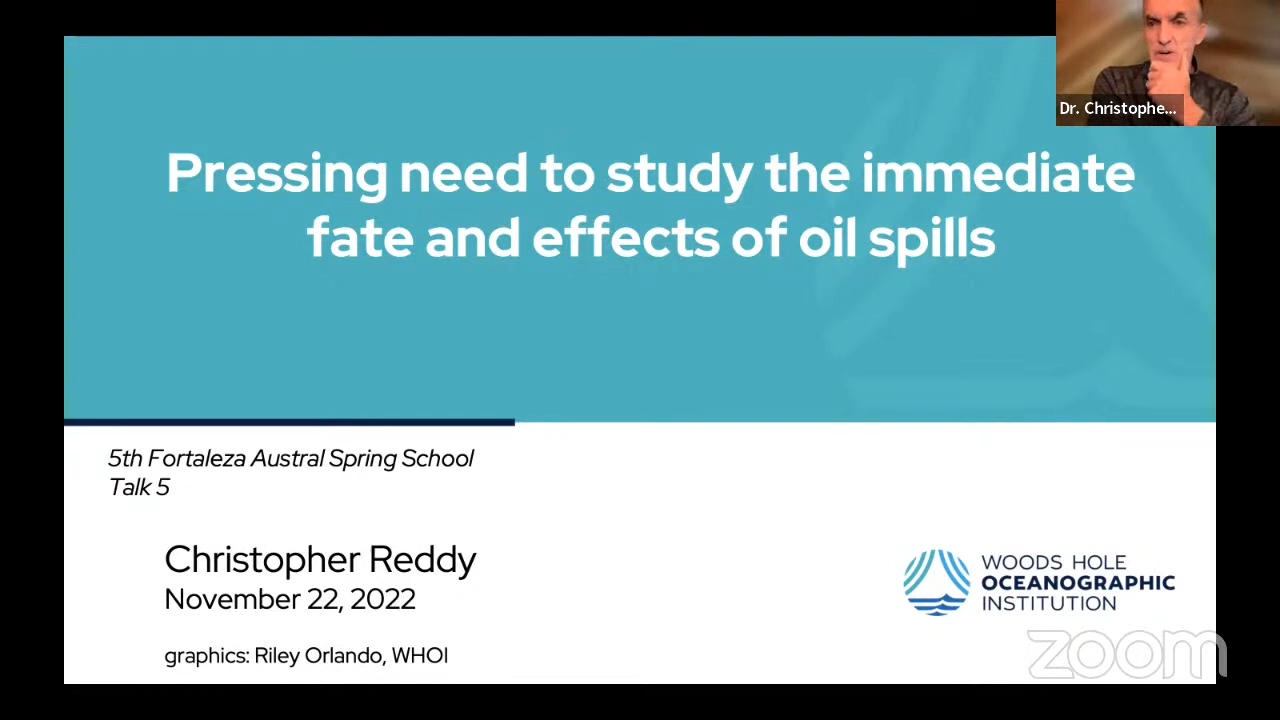 Dr. Christophe...
Pressing need to study the immediate
fate and effects of oil spills
5th Fortaleza Austral Spring School
Talk 5
Christopher Reddy
November 22, 2022
graphics: Riley Orlando, WHOI
WOODS HOLE
OCEANOGRAPHIC
INSTITUTION
zoom